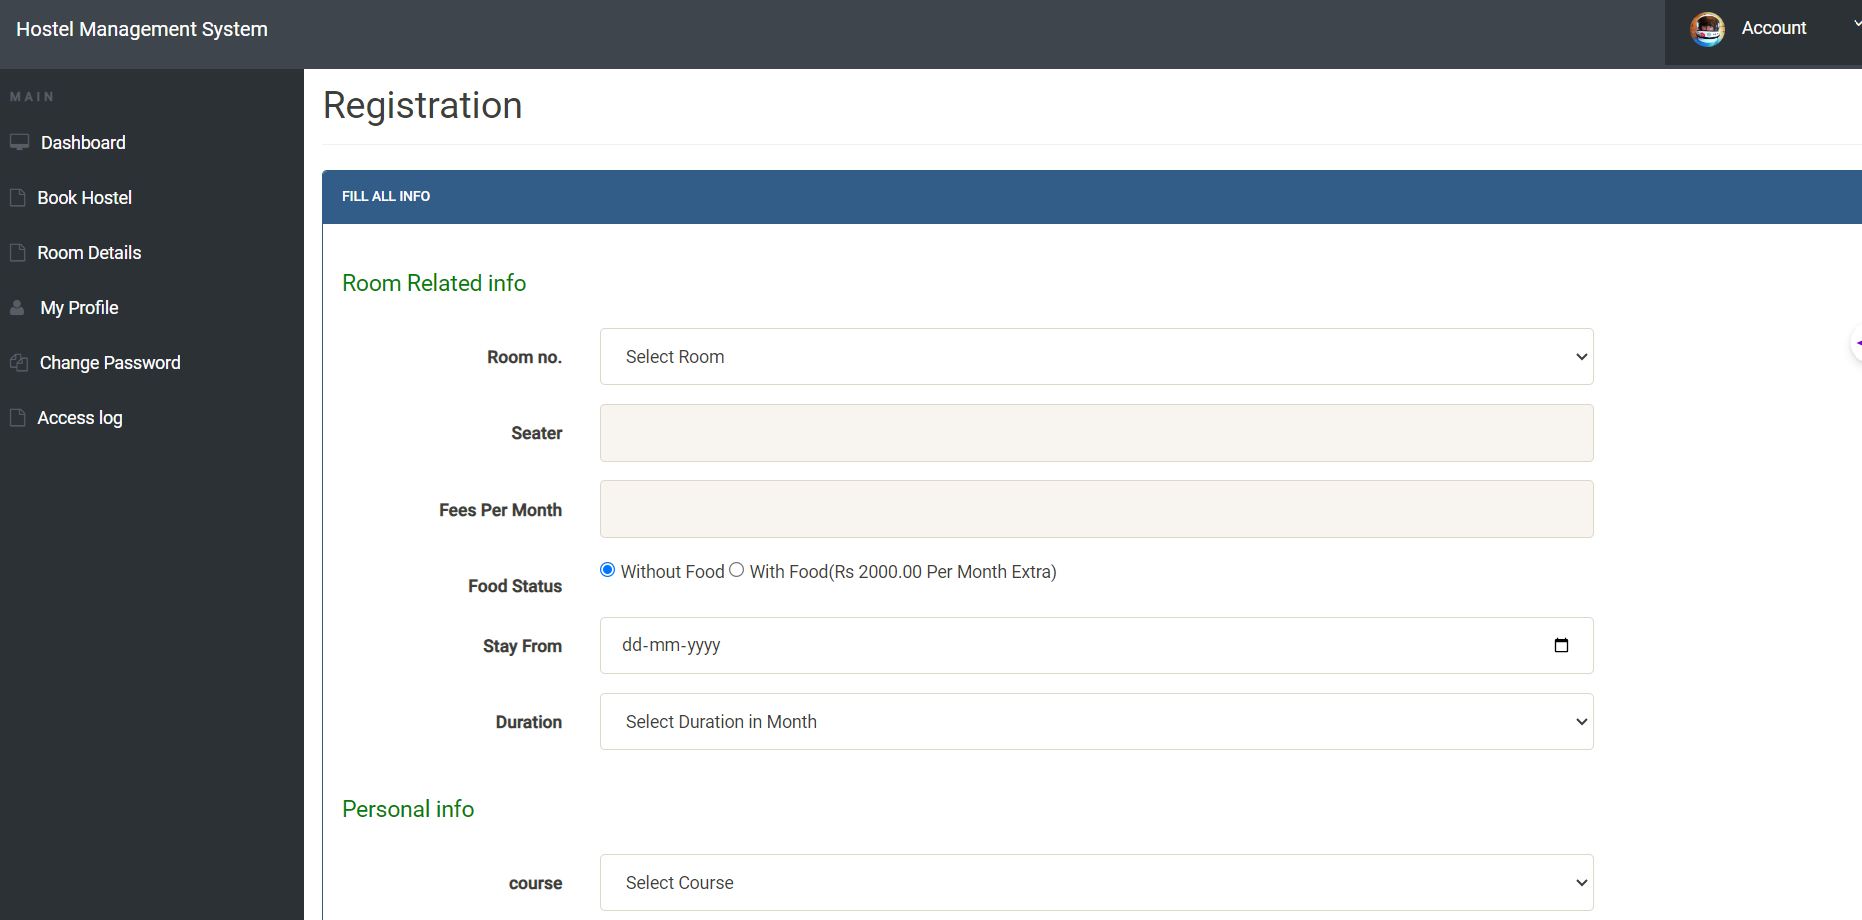 Hostel Management System
Account
MAIN
Dashboard
Book Hostel
Room Details
My Profile
Change Password
Access log
Registration
FILL ALL INFO
Room Related info
Room no.
Select Room
Seater
Fees Per Month
Food Status
Without Food With Food(Rs 2000.00 Per Month Extra)
Stay From
dd-mm-yyyy
Duration
Select Duration in Month
Personal info
course
Select Course